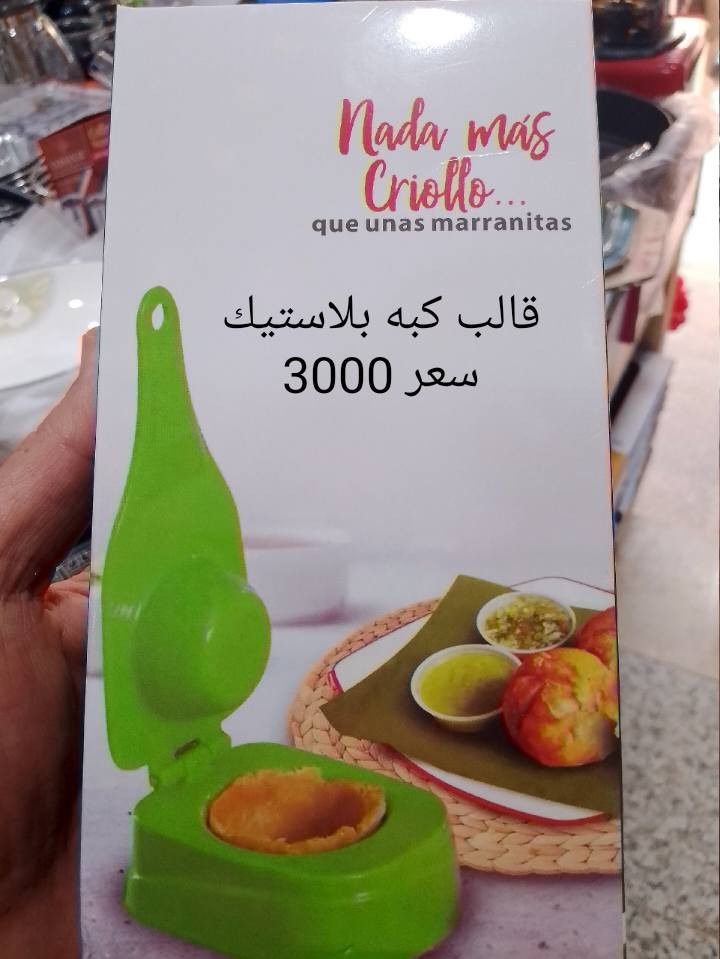 Nada más
Criollo...
que unas marranitas
قالب كبه بلاستيك
سعر 3000